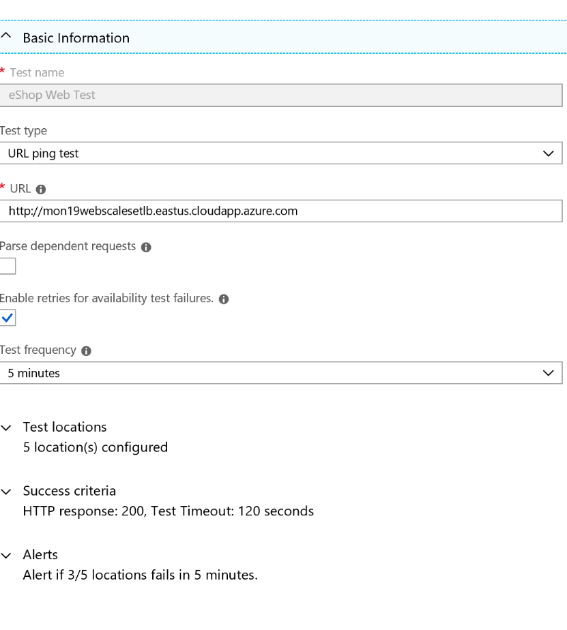 Basic Information
* Test name
eShop Web Test
Test type
URL ping test
* URL
http://mon19webscalesetlb.eastus.cloudapp.azure.com
Parse dependent requests
Enable retries for availability test failures.
Test frequency
5 minutes
Test locations
5 location(s) configured
Success criteria
HTTP response: 200, Test Timeout: 120 seconds
Alerts
Alert if 3/5 locations fails in 5 minutes.